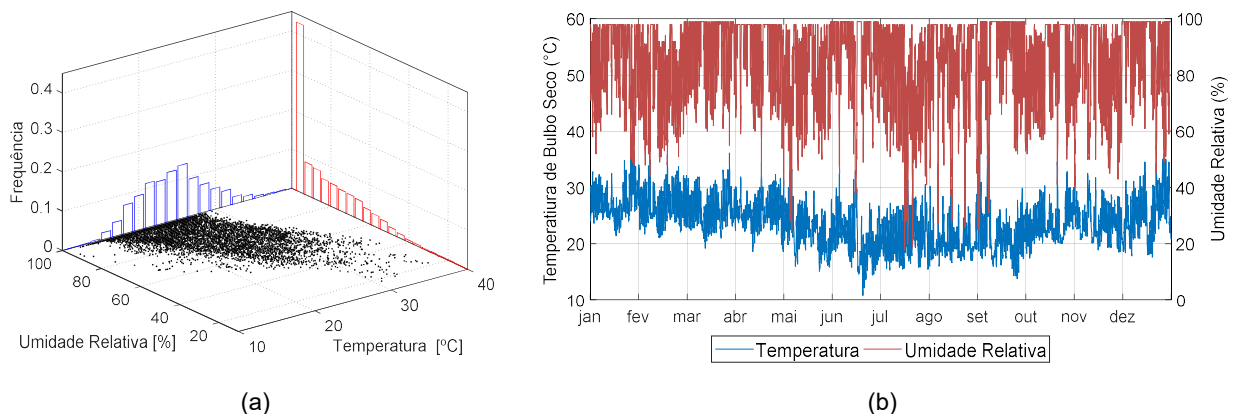 0.4
0.3
0.2
0.1
0
Frequência
100
80
60
40
20
Umidade Relativa [%]
10
20
30
40
Temperatura [ºC]
(a)
60
50
40
30
20
10
Temperatura de Bulbo Seco (°C)
100
80
60
40
20
0
Umidade Relativa (%)
jan fev mar abr mai jun jul ago set out nov dez
Temperatura Umidade Relativa
(b)